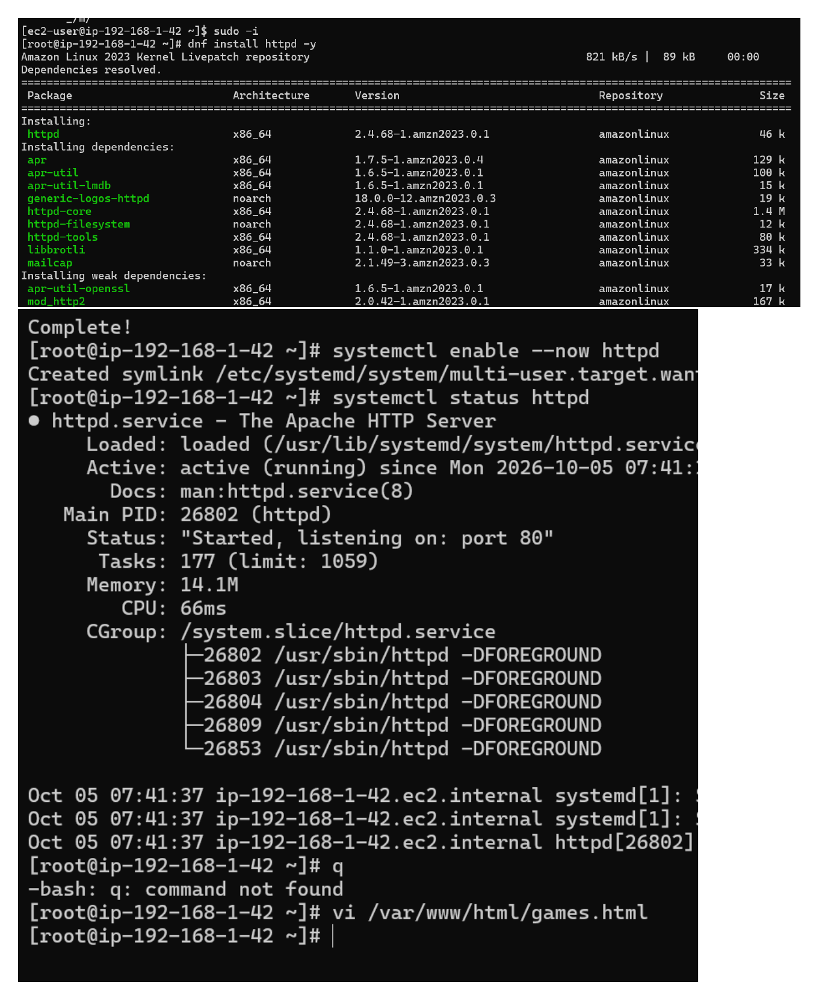 [ec2-user@ip-192-168-1-42 ~]$ sudo -i
[root@ip-192-168-1-42 ~]# dnf install httpd -y
Amazon Linux 2023 Kernel Livepatch repository 821 kB/s | 89 kB 00:00
Dependencies resolved.
================================================================================
Package Architecture Version Repository Size
================================================================================
Installing:
httpd x86_64 2.4.68-1.amzn2023.0.1 amazonlinux 46 k
Installing dependencies:
apr x86_64 1.7.5-1.amzn2023.0.4 amazonlinux 129 k
apr-util x86_64 1.6.5-1.amzn2023.0.1 amazonlinux 100 k
apr-util-lmdb x86_64 1.6.5-1.amzn2023.0.1 amazonlinux 15 k
generic-logos-httpd noarch 18.0.0-12.amzn2023.0.3 amazonlinux 19 k
httpd-core x86_64 2.4.68-1.amzn2023.0.1 amazonlinux 1.4 M
httpd-filesystem noarch 2.4.68-1.amzn2023.0.1 amazonlinux 12 k
httpd-tools x86_64 2.4.68-1.amzn2023.0.1 amazonlinux 80 k
libbrotli x86_64 1.1.0-1.amzn2023.0.1 amazonlinux 334 k
mailcap noarch 2.1.49-3.amzn2023.0.3 amazonlinux 33 k
Installing weak dependencies:
apr-util-openssl x86_64 1.6.5-1.amzn2023.0.1 amazonlinux 17 k
mod_http2 x86_64 2.0.42-1.amzn2023.0.1 amazonlinux 167 k
Complete!
[root@ip-192-168-1-42 ~]# systemctl enable --now httpd
Created symlink /etc/systemd/system/multi-user.target.wan
[root@ip-192-168-1-42 ~]# systemctl status httpd
● httpd.service - The Apache HTTP Server
Loaded: loaded (/usr/lib/systemd/system/httpd.servic
Active: active (running) since Mon 2026-10-05 07:41:
Docs: man:httpd.service(8)
Main PID: 26802 (httpd)
Status: "Started, listening on: port 80"
Tasks: 177 (limit: 1059)
Memory: 14.1M
CPU: 66ms
CGroup: /system.slice/httpd.service
├─26802 /usr/sbin/httpd -DFOREGROUND
├─26803 /usr/sbin/httpd -DFOREGROUND
├─26804 /usr/sbin/httpd -DFOREGROUND
├─26809 /usr/sbin/httpd -DFOREGROUND
└─26853 /usr/sbin/httpd -DFOREGROUND
Oct 05 07:41:37 ip-192-168-1-42.ec2.internal systemd[1]:
Oct 05 07:41:37 ip-192-168-1-42.ec2.internal systemd[1]:
Oct 05 07:41:37 ip-192-168-1-42.ec2.internal httpd[26802]
[root@ip-192-168-1-42 ~]# q
-bash: q: command not found
[root@ip-192-168-1-42 ~]# vi /var/www/html/games.html
[root@ip-192-168-1-42 ~]#